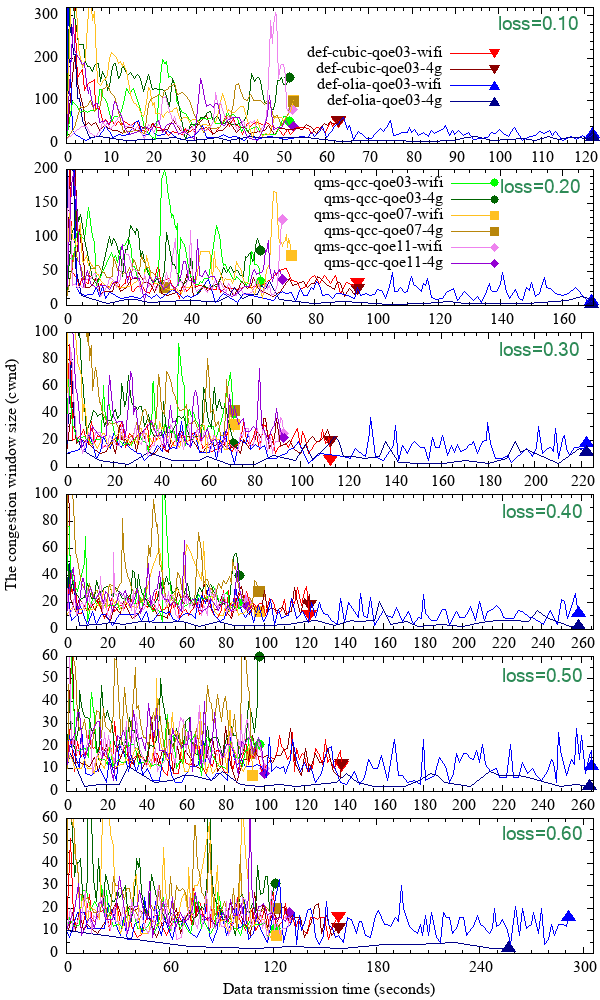 300
200
100
0
loss=0.10
def-cubic-qoe03-wifi
def-cubic-qoe03-4g
def-olia-qoe03-wifi
def-olia-qoe03-4g
0 10 20 30 40 50 60 70 80 90 100 110 120
200
150
100
50
0
loss=0.20
qms-qcc-qoe03-wifi
qms-qcc-qoe03-4g
qms-qcc-qoe07-wifi
qms-qcc-qoe07-4g
qms-qcc-qoe11-wifi
qms-qcc-qoe11-4g
0 20 40 60 80 100 120 140 160
The congestion window size (cwnd)
100
80
60
40
20
0
loss=0.30
0 20 40 60 80 100 120 140 160 180 200 220
100
80
60
40
20
0
loss=0.40
0 20 40 60 80 100 120 140 160 180 200 220 240 260
60
50
40
30
20
10
0
loss=0.50
0 20 40 60 80 100 120 140 160 180 200 220 240 260
60
50
40
30
20
10
0
loss=0.60
0 60 120 180 240 300
Data transmission time (seconds)